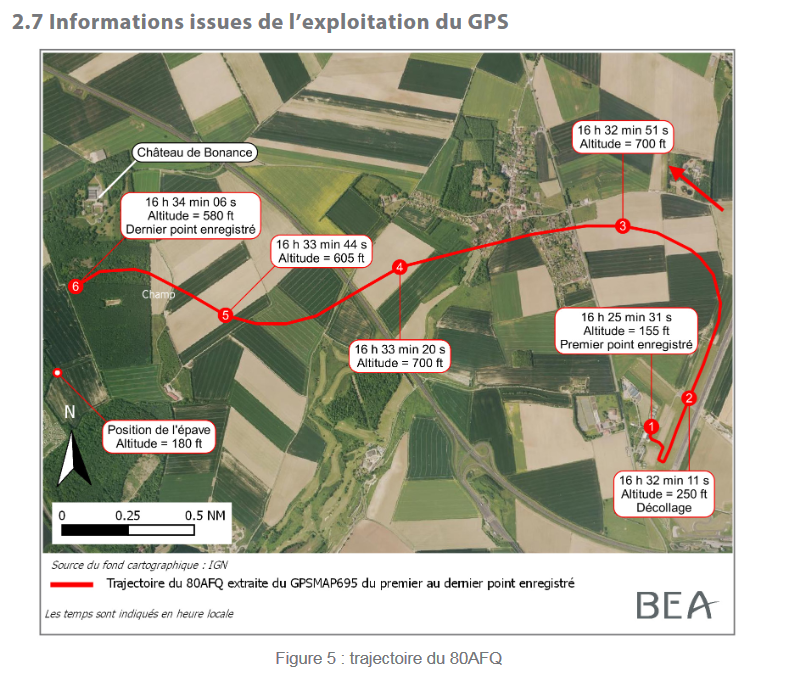 2.7 Informations issues de l'exploitation du GPS
Château de Bonance
16 h 32 min 51 s
Altitude = 700 ft
16 h 34 min 06 s
Altitude = 580 ft
Dernier point enregistré
3
16 h 33 min 44 s
Altitude = 605 ft
4
6
Champ
5
16 h 25 min 31 s
Altitude = 155 ft
Premier point enregistré
16 h 33 min 20 s
Altitude = 700 ft
2
N
1
Position de l'épave
Altitude = 180 ft
16 h 32 min 11 s
Altitude = 250 ft
Décollage
0 0.25 0.5 NM
Source du fond cartographique : IGN
Trajectoire du 80AFQ extraite du GPSMAP695 du premier au dernier point enregistré
Les temps sont indiqués en heure locale
BEA
Figure 5 : trajectoire du 80AFQ